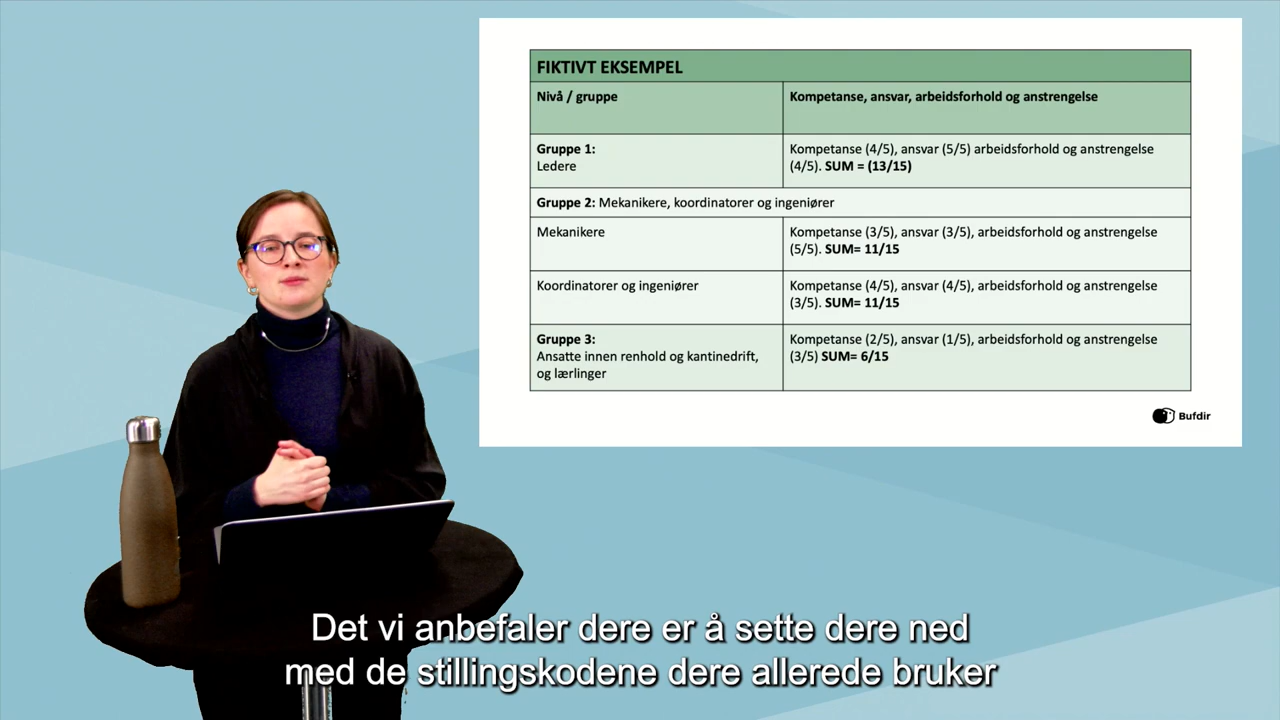 FIKTIVT EKSEMPEL
Nivå / gruppe
Kompetanse, ansvar, arbeidsforhold og anstrengelse
Gruppe 1:
Ledere
Kompetanse (4/5), ansvar (5/5) arbeidsforhold og anstrengelse
(4/5). SUM = (13/15)
Gruppe 2: Mekanikere, koordinatorer og ingeniører
Mekanikere
Kompetanse (3/5), ansvar (3/5), arbeidsforhold og anstrengelse
(5/5). SUM= 11/15
Koordinatorer og ingeniører
Kompetanse (4/5), ansvar (4/5), arbeidsforhold og anstrengelse
(3/5). SUM= 11/15
Gruppe 3:
Ansatte innen renhold og kantinedrift,
og lærlinger
Kompetanse (2/5), ansvar (1/5), arbeidsforhold og anstrengelse
(3/5) SUM= 6/15
Bufdir
Det vi anbefaler dere er å sette dere ned
med de stillingskodene dere allerede bruker